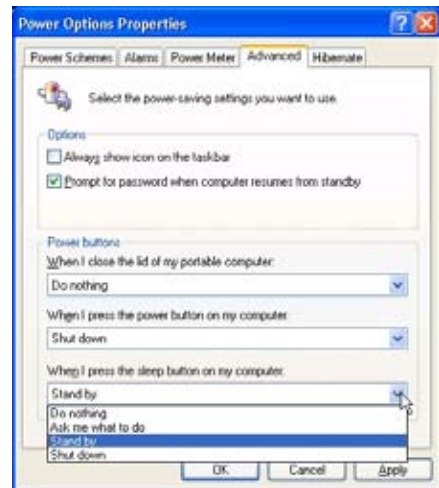 Power Options Properties
Power Schemes Alarms Power Meter Advanced Hibernate
Select the power-saving settings you want to use.
Options
Always show icon on the taskbar
Prompt for password when computer resumes from standby
Power buttons
When I close the lid of my portable computer:
Do nothing
When I press the power button on my computer:
Shut down
When I press the sleep button on my computer:
Stand by
Do nothing
Ask me what to do
Stand by
Shut down
OK Cancel Apply